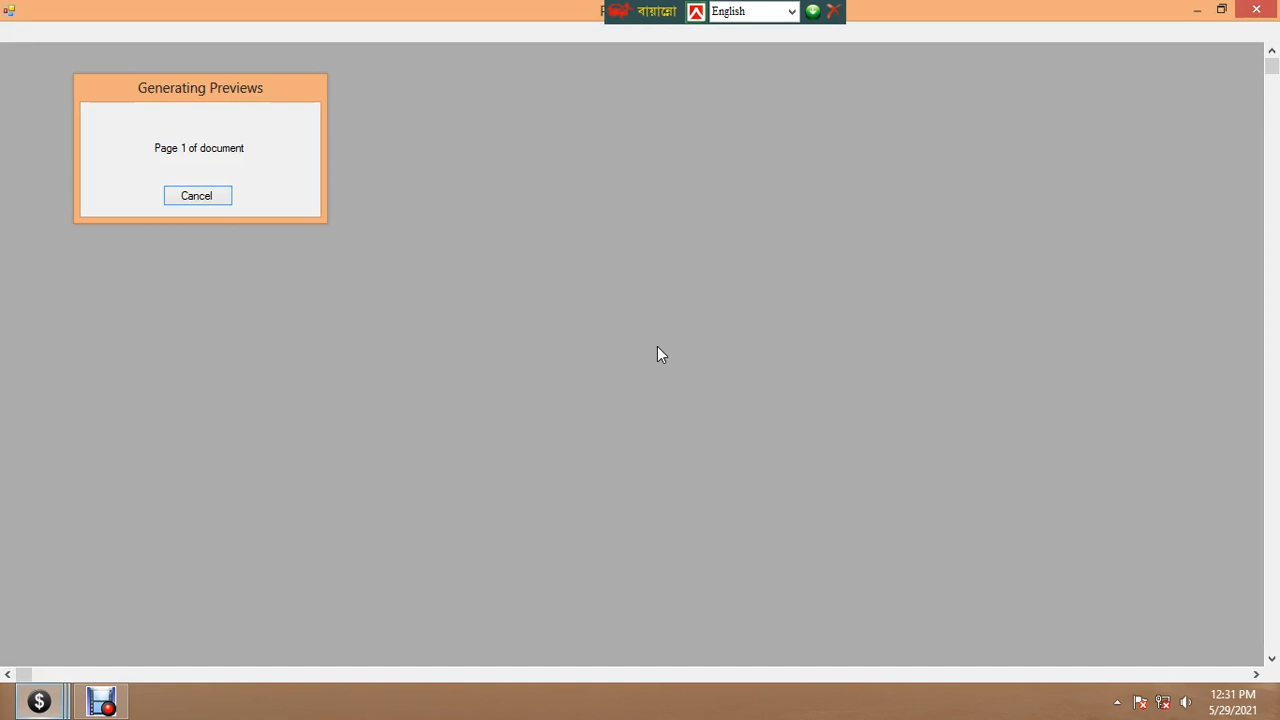 বায়ান্নো
English
Generating Previews
Page 1 of document
Cancel
$
12:31 PM
5/29/2021